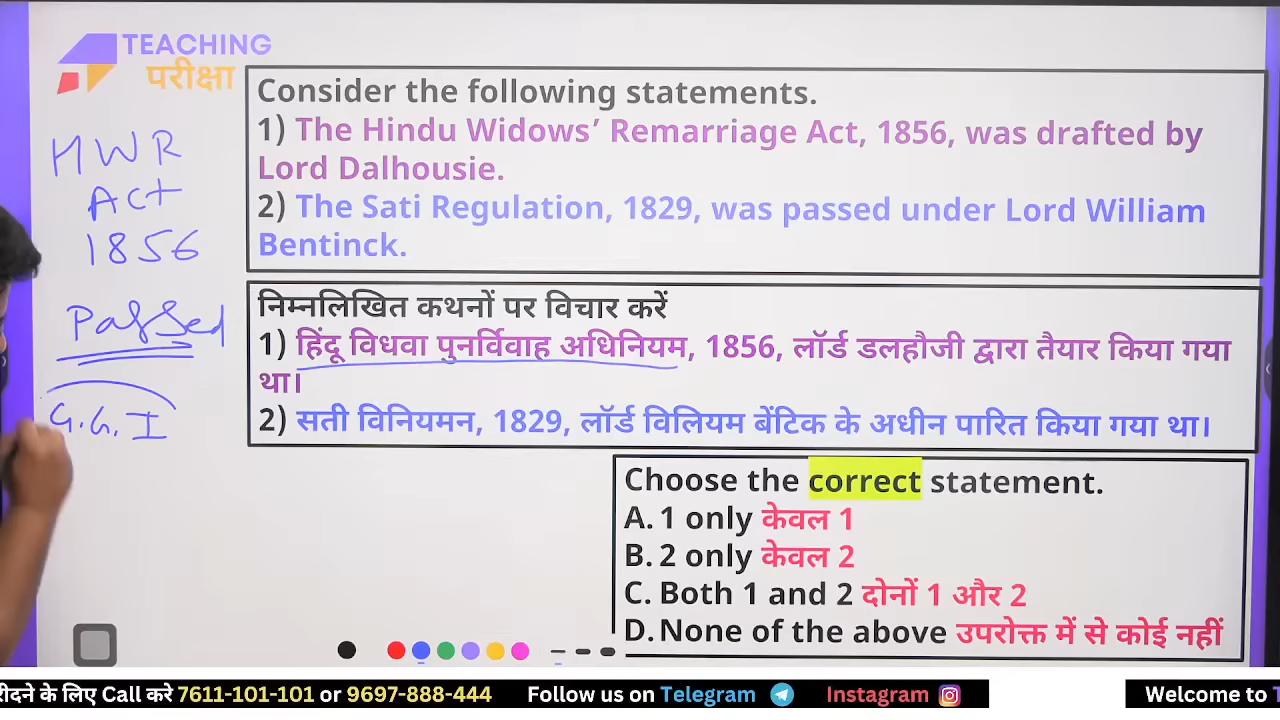 TEACHING
परीक्षा
HWR
ACT
1856
Passed
G.G.I
Consider the following statements.
1) The Hindu Widows’ Remarriage Act, 1856, was drafted by
Lord Dalhousie.
2) The Sati Regulation, 1829, was passed under Lord William
Bentinck.
निम्नलिखित कथनों पर विचार करें
1) हिंदू विधवा पुनर्विवाह अधिनियम, 1856, लॉर्ड डलहौजी द्वारा तैयार किया गया
था।
2) सती विनियमन, 1829, लॉर्ड विलियम बेंटिक के अधीन पारित किया गया था।
Choose the correct statement.
A. 1 only केवल 1
B. 2 only केवल 2
C. Both 1 and 2 दोनों 1 और 2
D. None of the above उपरोक्त में से कोई नहीं
रीदने के लिए Call करे 7611-101-101 or 9697-888-444 Follow us on Telegram Instagram Welcome to